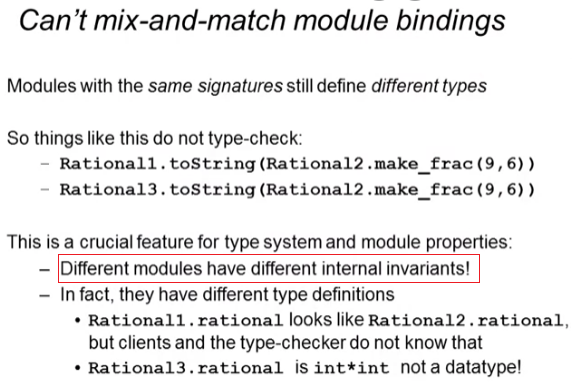 Can't mix-and-match module bindings
Modules with the same signatures still define different types
So things like this do not type-check:
– Rational1.toString(Rational2.make_frac(9,6))
– Rational3.toString(Rational2.make_frac(9,6))
This is a crucial feature for type system and module properties:
– Different modules have different internal invariants!
– In fact, they have different type definitions
• Rational1.rational looks like Rational2.rational,
but clients and the type-checker do not know that
• Rational3.rational is int*int not a datatype!